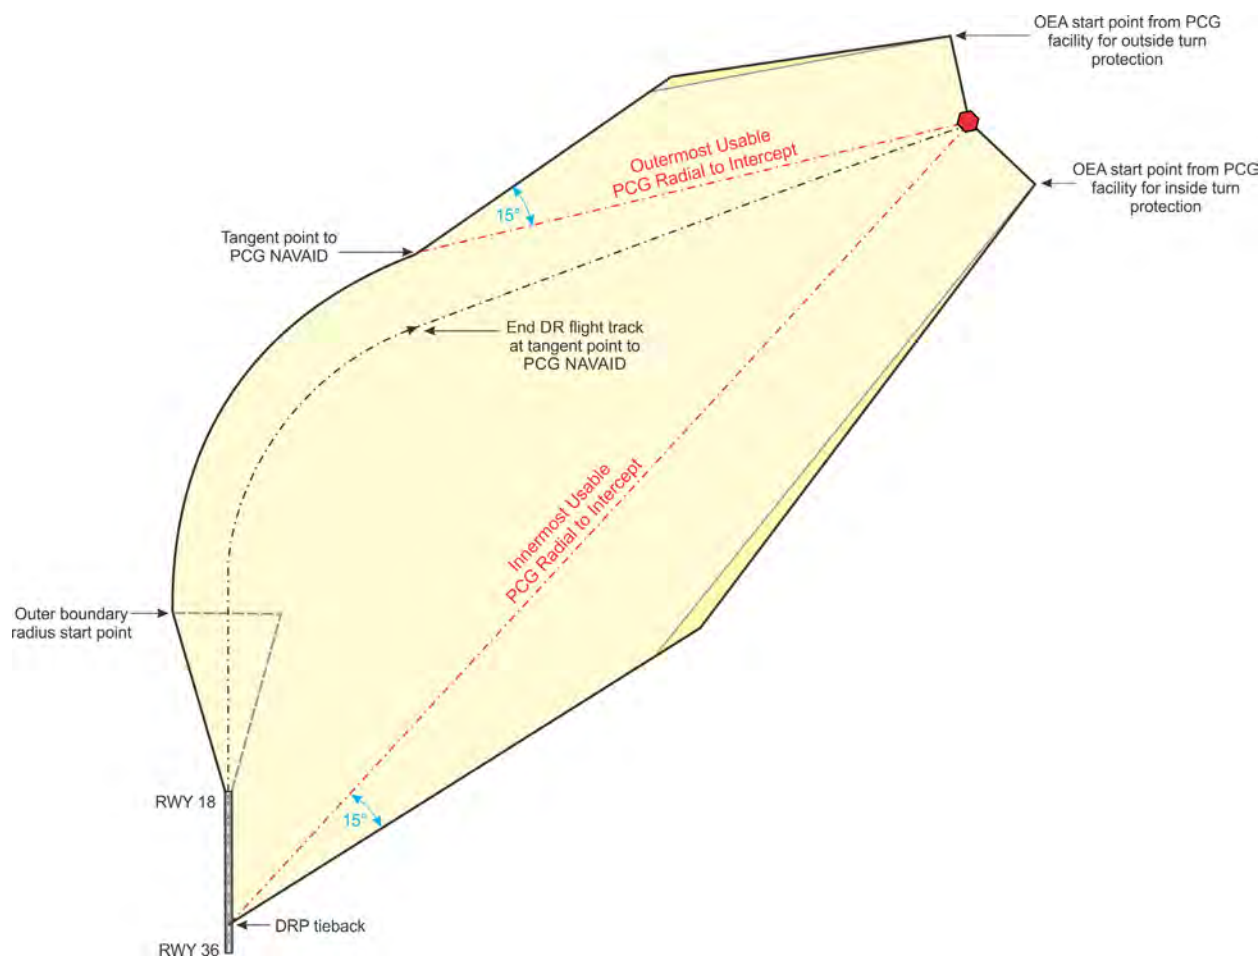 OEA start point from PCG
facility for outside turn
protection
Outermost Usable
PCG Radial to Intercept
OEA start point from PCG
facility for inside turn
protection
15°
Tangent point to
PCG NAVAID
End DR flight track
at tangent point to
PCG NAVAID
Innermost Usable
PCG Radial to Intercept
Outer boundary
radius start point
RWY 18
15°
DRP tieback
RWY 36